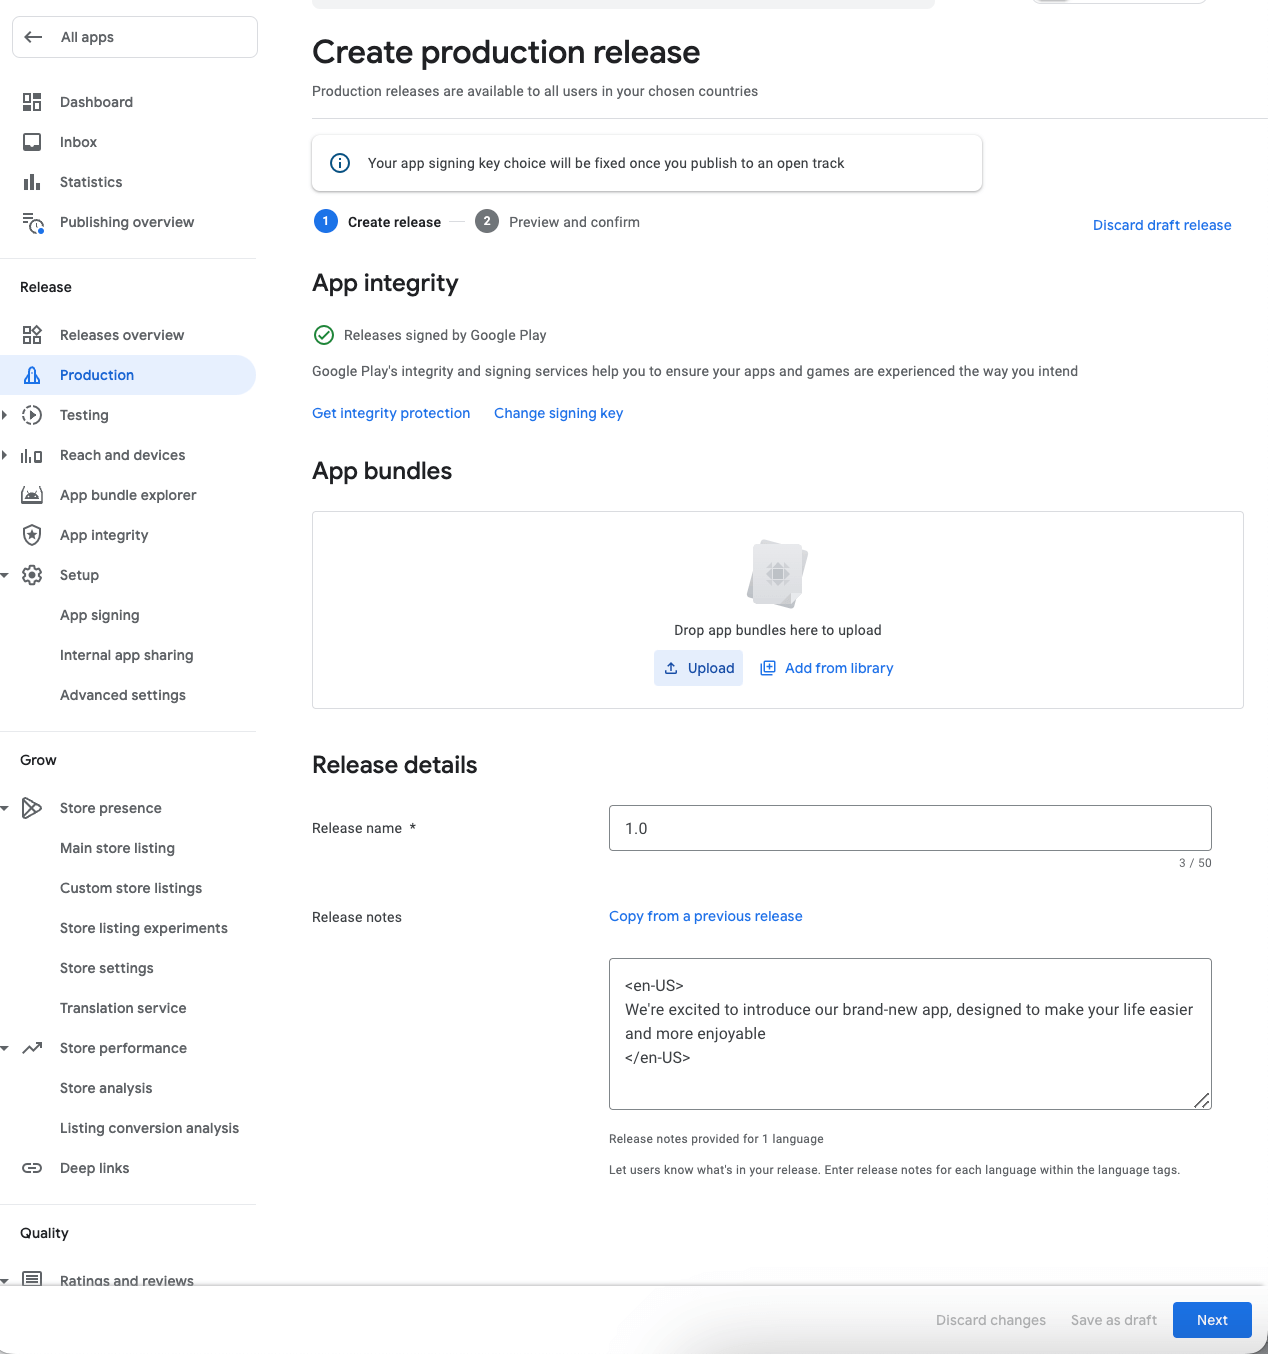 All apps
Dashboard
Inbox
Statistics
Publishing overview
Release
Releases overview
Production
Testing
Reach and devices
App bundle explorer
App integrity
Setup
App signing
Internal app sharing
Advanced settings
Grow
Store presence
Main store listing
Custom store listings
Store listing experiments
Store settings
Translation service
Store performance
Store analysis
Listing conversion analysis
Deep links
Quality
Ratings and reviews
Create production release
Production releases are available to all users in your chosen countries
Your app signing key choice will be fixed once you publish to an open track
1 Create release 2 Preview and confirm
Discard draft release
App integrity
Releases signed by Google Play
Google Play's integrity and signing services help you to ensure your apps and games are experienced the way you intend
Get integrity protection Change signing key
App bundles
Drop app bundles here to upload
Upload Add from library
Release details
Release name *
1.0
3 / 50
Release notes
Copy from a previous release
<en-US>
We're excited to introduce our brand-new app, designed to make your life easier
and more enjoyable
</en-US>
Release notes provided for 1 language
Let users know what's in your release. Enter release notes for each language within the language tags.
Discard changes Save as draft Next